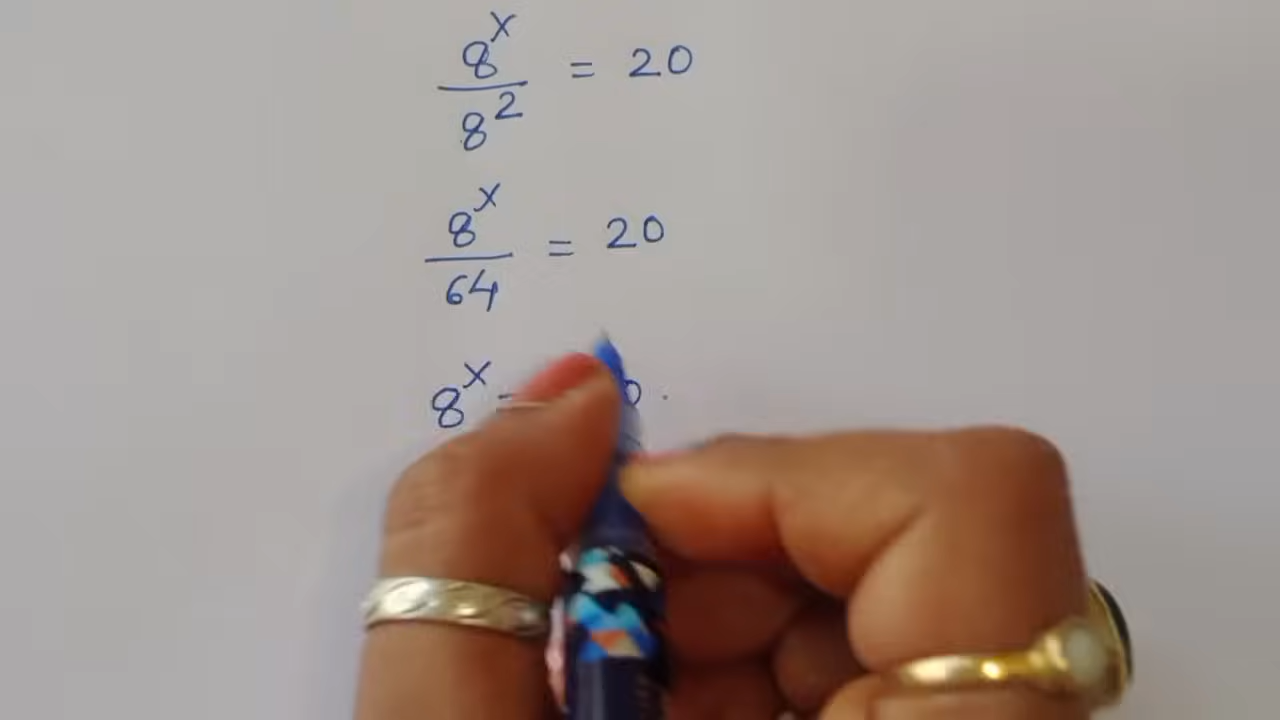 8^x / 8^2 = 20
8^x / 64 = 20
8^x =